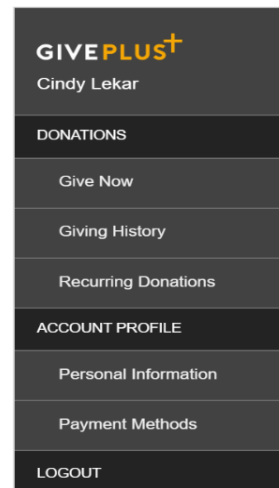 GIVEPLUS+
Cindy Lekar
DONATIONS
Give Now
Giving History
Recurring Donations
ACCOUNT PROFILE
Personal Information
Payment Methods
LOGOUT